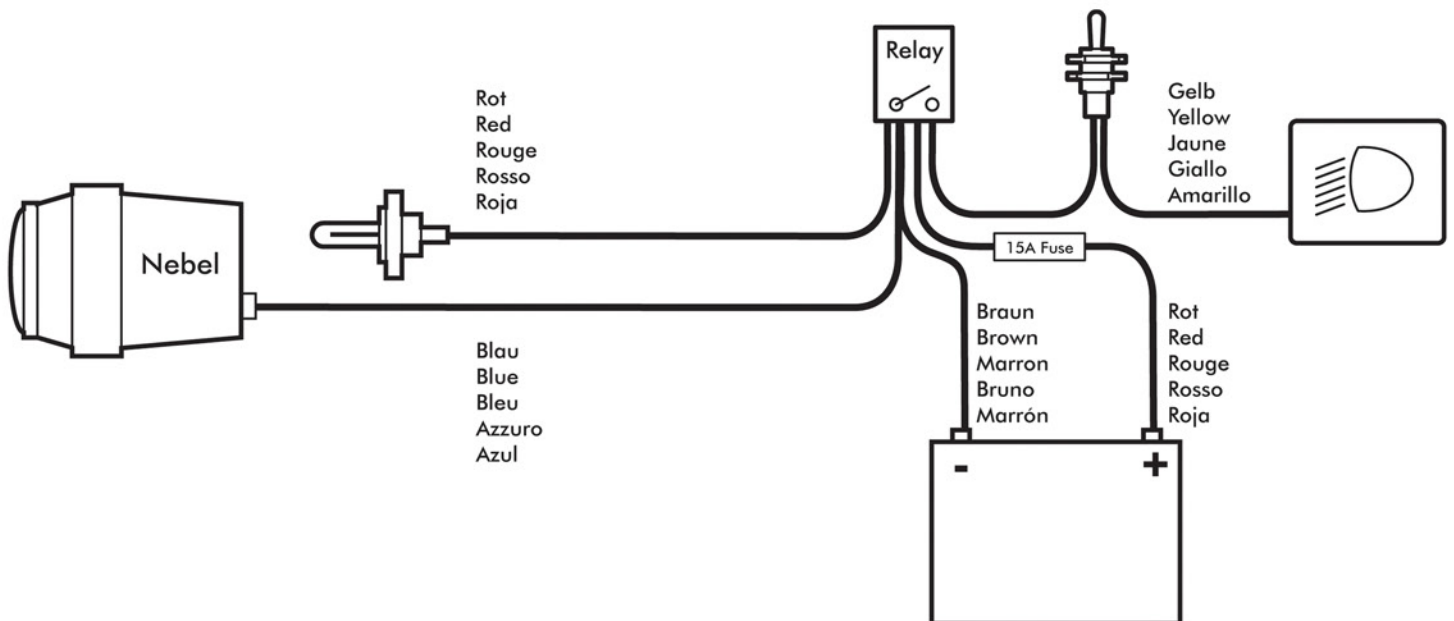 Relay
Rot
Red
Rouge
Rosso
Roja
Gelb
Yellow
Jaune
Giallo
Amarillo
Nebel
15A Fuse
Blau
Blue
Bleu
Azzuro
Azul
Braun
Brown
Marron
Bruno
Marrón
Rot
Red
Rouge
Rosso
Roja
- +